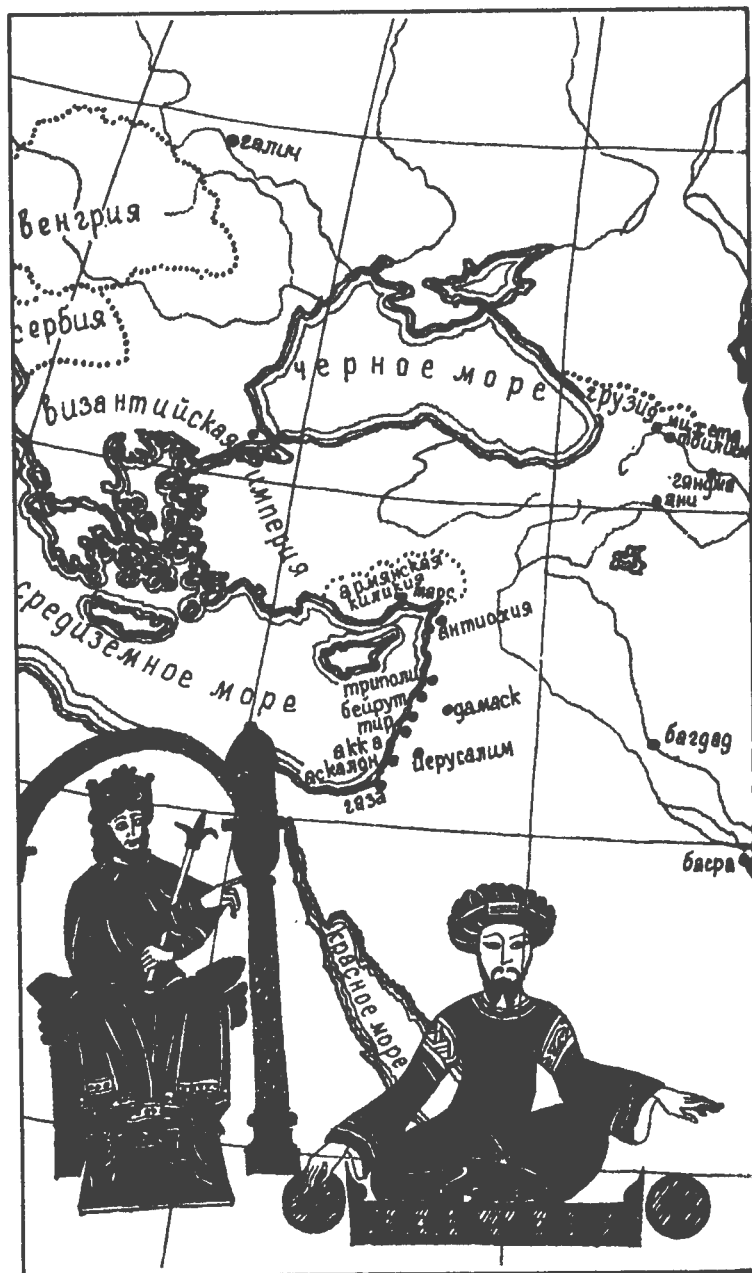 галич
венгрия
сербия
черное море
византийская
империя
грузия
мцхета
тбилиси
ганджа
ани
армянская
киликия
тарс
антиохия
средиземное море
триполи
бейрут
дамаск
тир
акка
иерусалим
аскалон
газа
багдад
басра
красное море